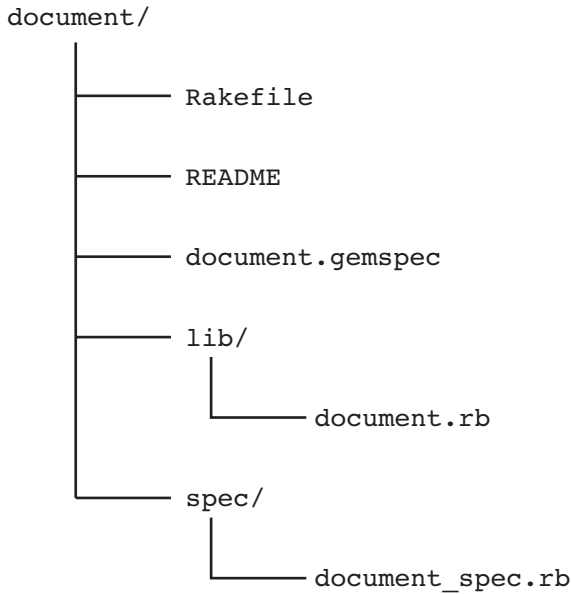 document/
Rakefile
README
document.gemspec
lib/
document.rb
spec/
document_spec.rb